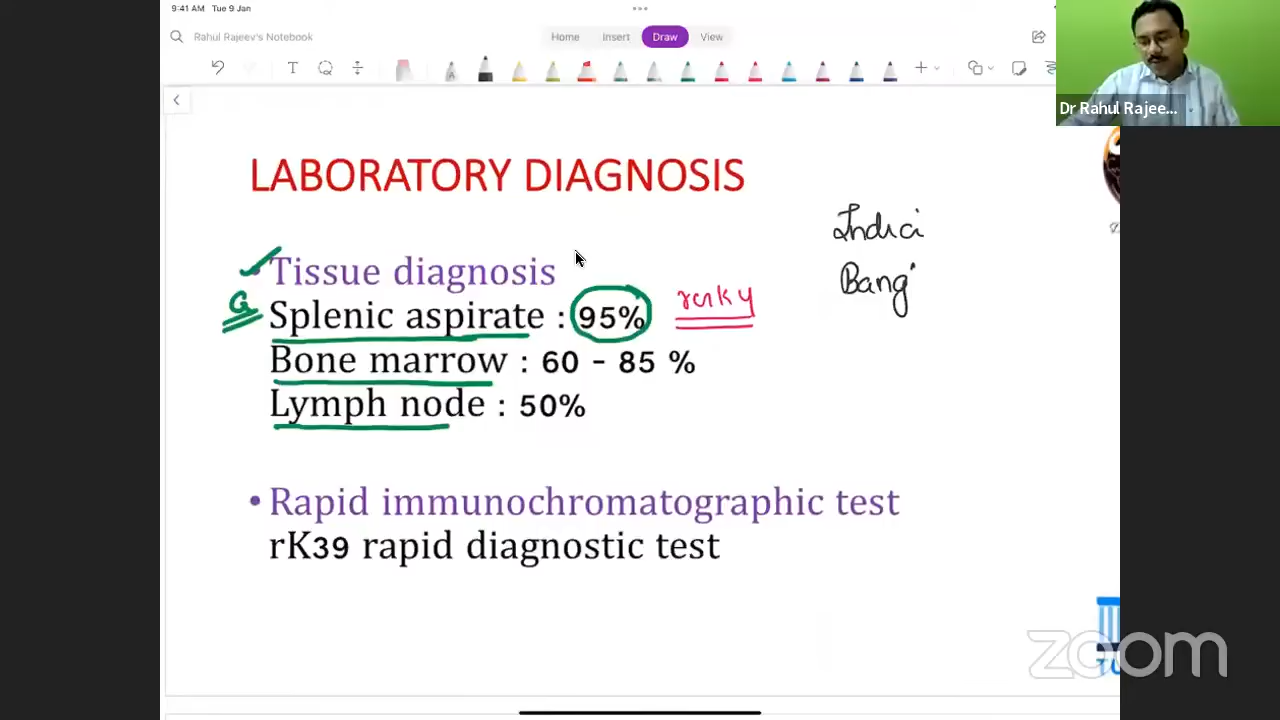 9:41 AM Tue 9 Jan
Rahul Rajeev's Notebook
Home Insert Draw View
Dr Rahul Rajee...
LABORATORY DIAGNOSIS
• Tissue diagnosis
G Splenic aspirate : 95% risky
Bone marrow : 60 - 85 %
Lymph node : 50%
India
Bang
• Rapid immunochromatographic test
rK39 rapid diagnostic test
zoom